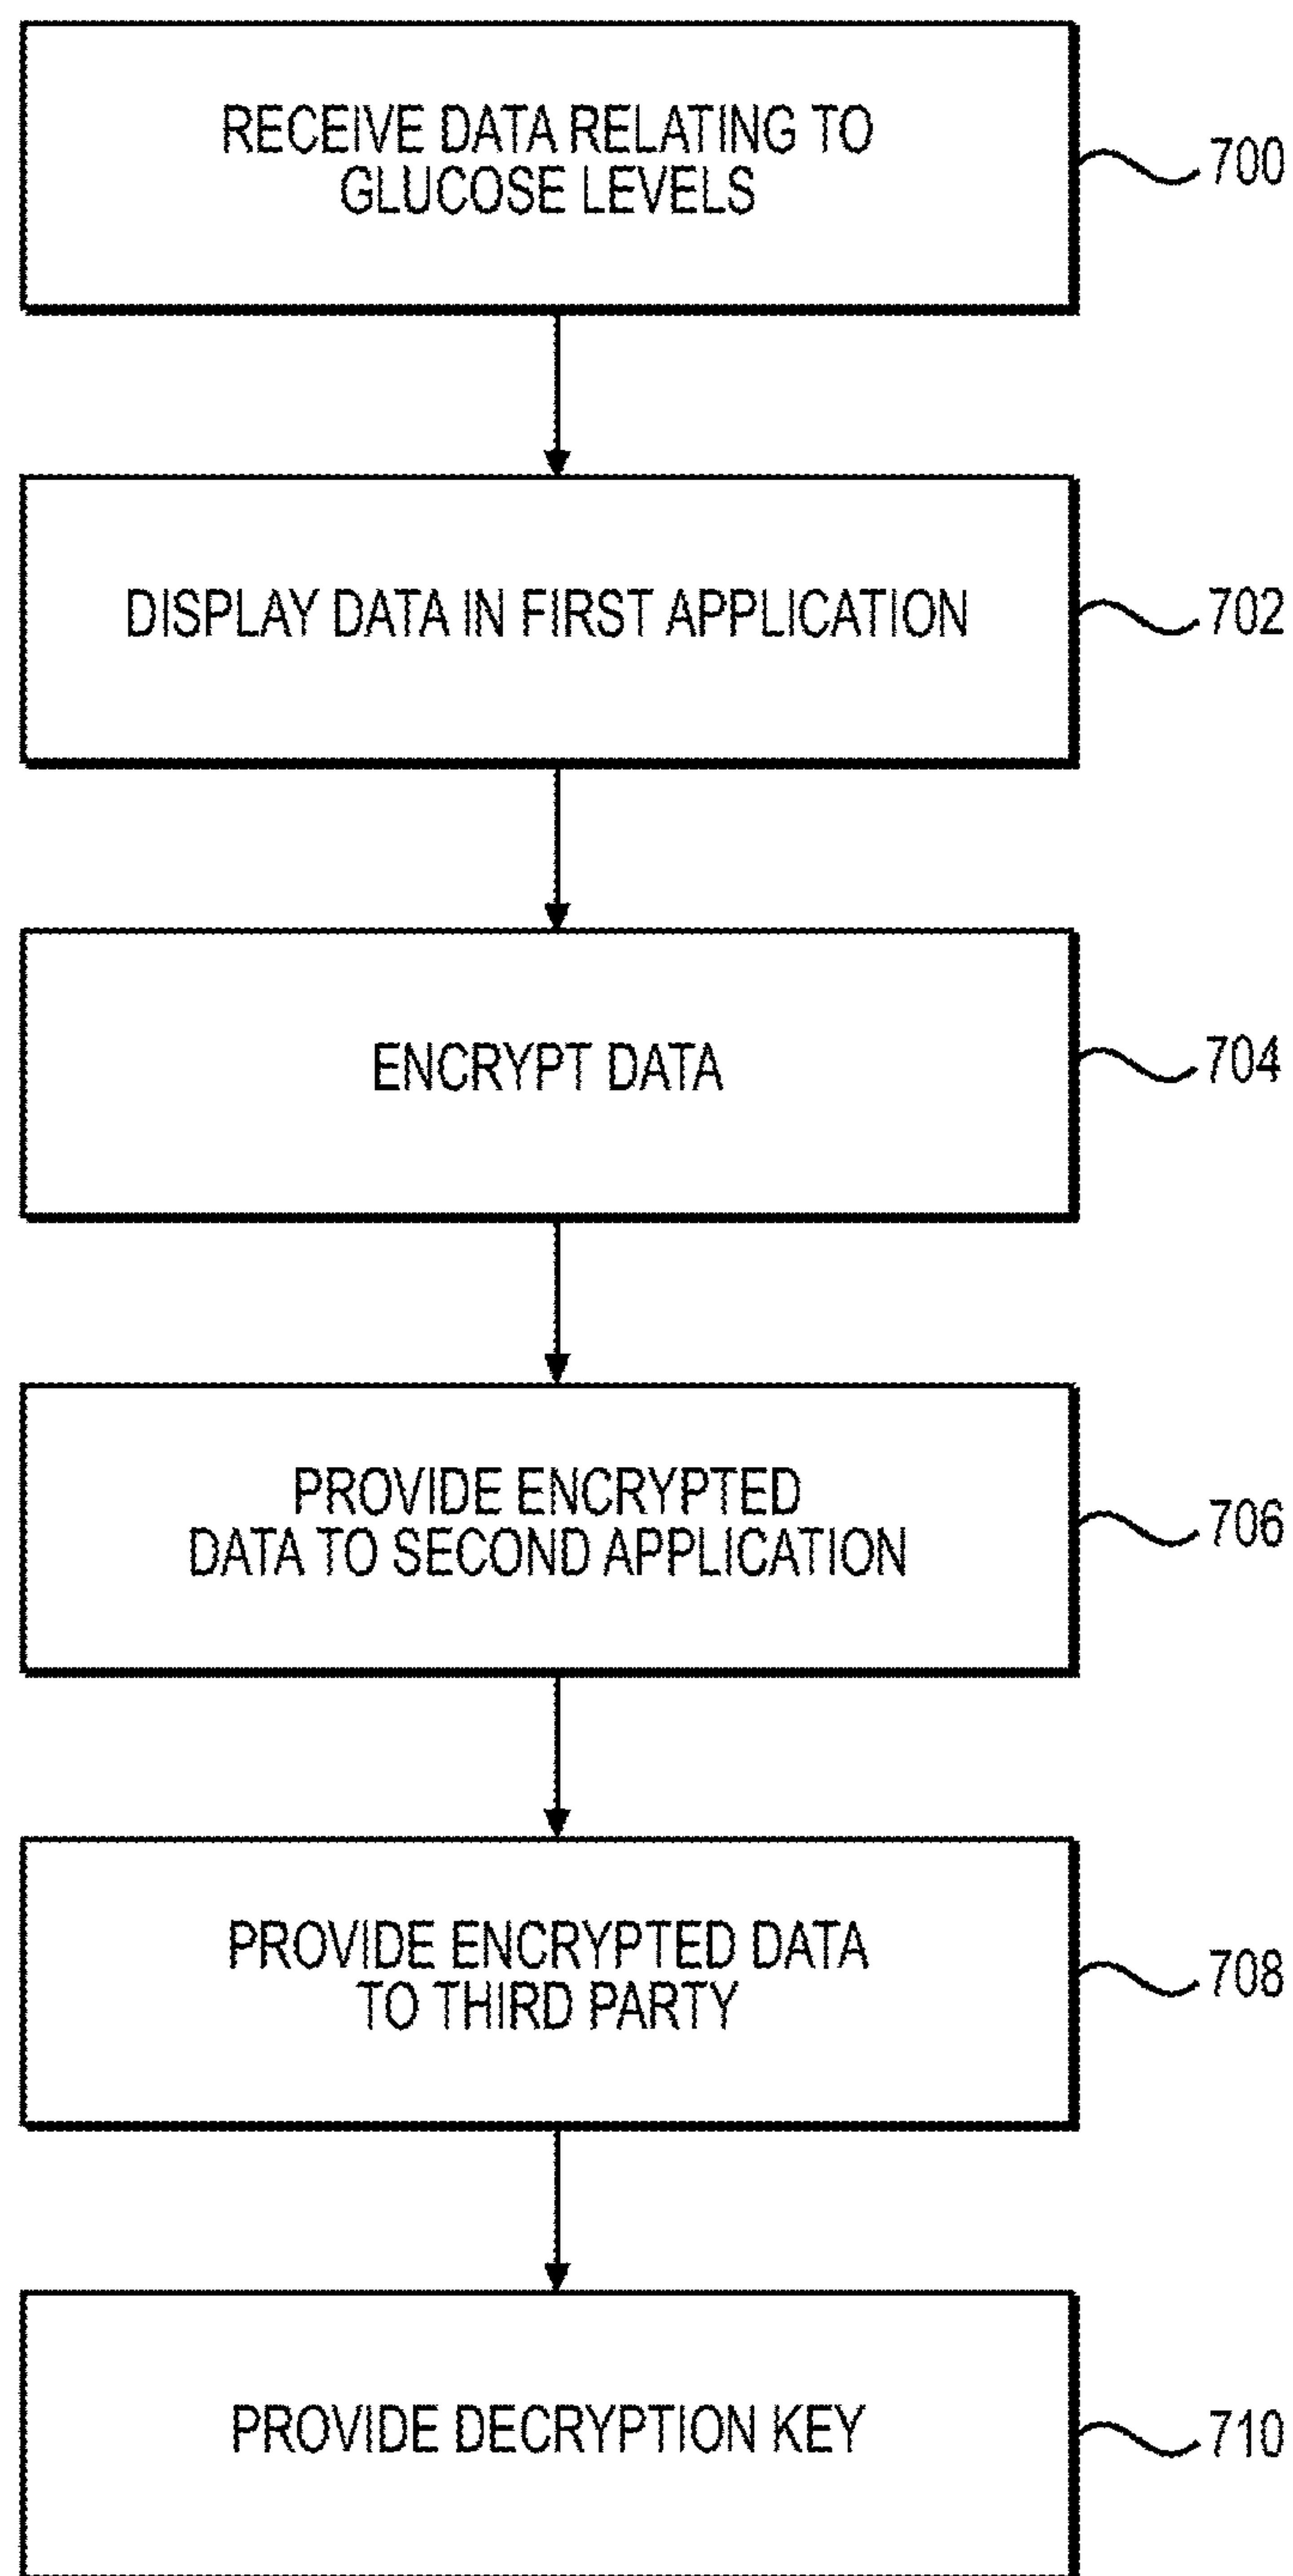 RECEIVE DATA RELATING TO
GLUCOSE LEVELS
700
DISPLAY DATA IN FIRST APPLICATION
702
ENCRYPT DATA
704
PROVIDE ENCRYPTED
DATA TO SECOND APPLICATION
706
PROVIDE ENCRYPTED DATA
TO THIRD PARTY
708
PROVIDE DECRYPTION KEY
710